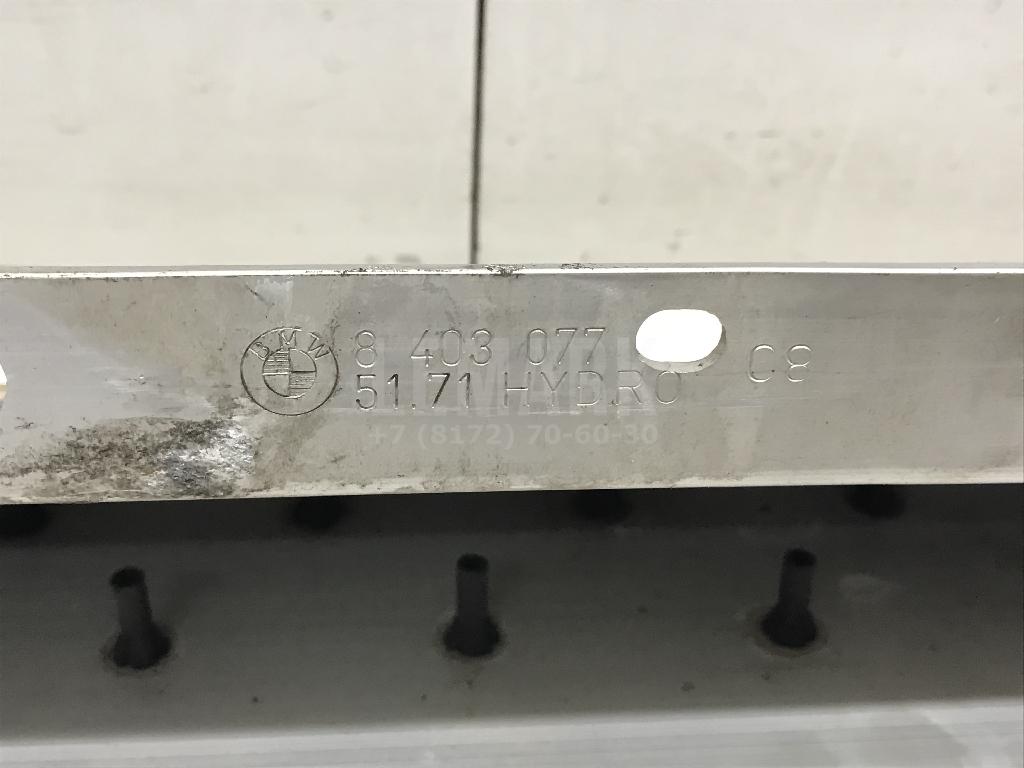 BMW
8 403 077
51.71 HYDRO C8
+7 (8172) 70-60-30